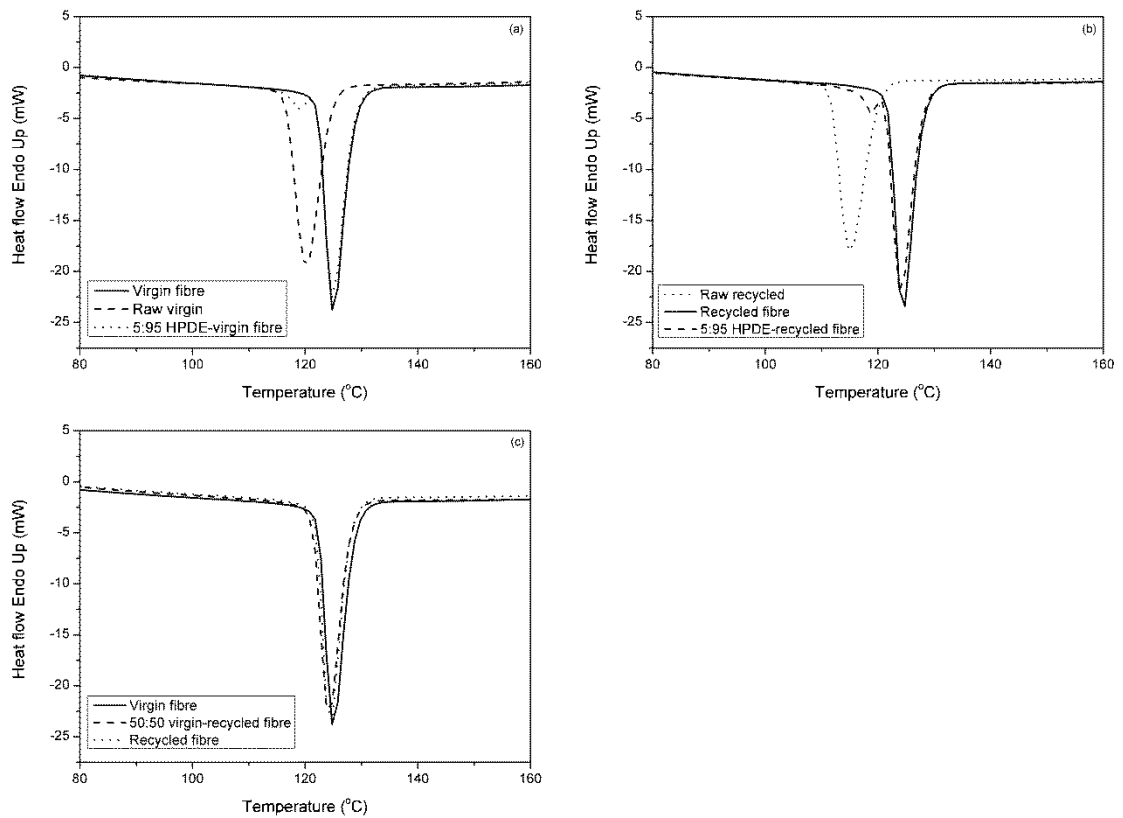 (a)
Heat flow Endo Up (mW)
5
0
-5
-10
-15
-20
-25
Virgin fibre
Raw virgin
5:95 HPDE-virgin fibre
80 100 120 140 160
Temperature (°C)
(b)
Heat flow Endo Up (mW)
5
0
-5
-10
-15
-20
-25
Raw recycled
Recycled fibre
5:95 HPDE-recycled fibre
80 100 120 140 160
Temperature (°C)
(c)
Heat flow Endo Up (mW)
5
0
-5
-10
-15
-20
-25
Virgin fibre
50:50 virgin-recycled fibre
Recycled fibre
80 100 120 140 160
Temperature (°C)